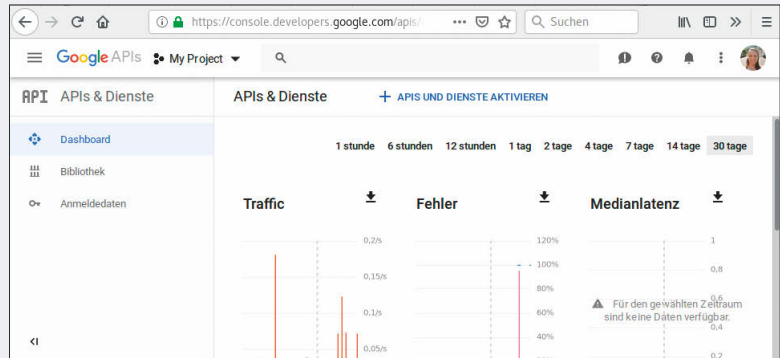 https://console.developers.google.com/apis/
Suchen
Google APIs
My Project
API APIs & Dienste
APIs & Dienste
+ APIS UND DIENSTE AKTIVIEREN
Dashboard
Bibliothek
Anmeldedaten
1 stunde 6 stunden 12 stunden 1 tag 2 tage 4 tage 7 tage 14 tage 30 tage
Traffic
0,2/s
0,15/s
0,1/s
0,05/s
Fehler
120%
100%
80%
60%
40%
Medianlatenz
1
0,8
0,6
Für den gewählten Zeitraum
sind keine Daten verfügbar.
0,4
0,2